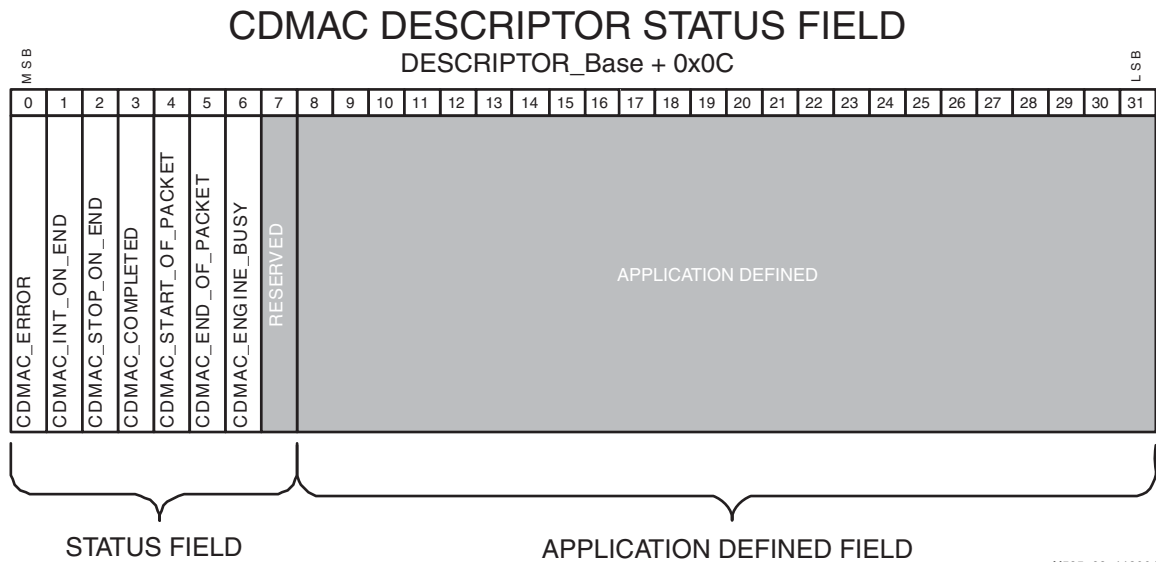 CDMAC DESCRIPTOR STATUS FIELD
DESCRIPTOR_Base + 0x0C
MSB
LSB
0 1 2 3 4 5 6 7 8 9 10 11 12 13 14 15 16 17 18 19 20 21 22 23 24 25 26 27 28 29 30 31
CDMAC_ERROR
CDMAC_INT_ON_END
CDMAC_STOP_ON_END
CDMAC_COMPLETED
CDMAC_START_OF_PACKET
CDMAC_END_OF_PACKET
CDMAC_ENGINE_BUSY
RESERVED
APPLICATION DEFINED
STATUS FIELD
APPLICATION DEFINED FIELD